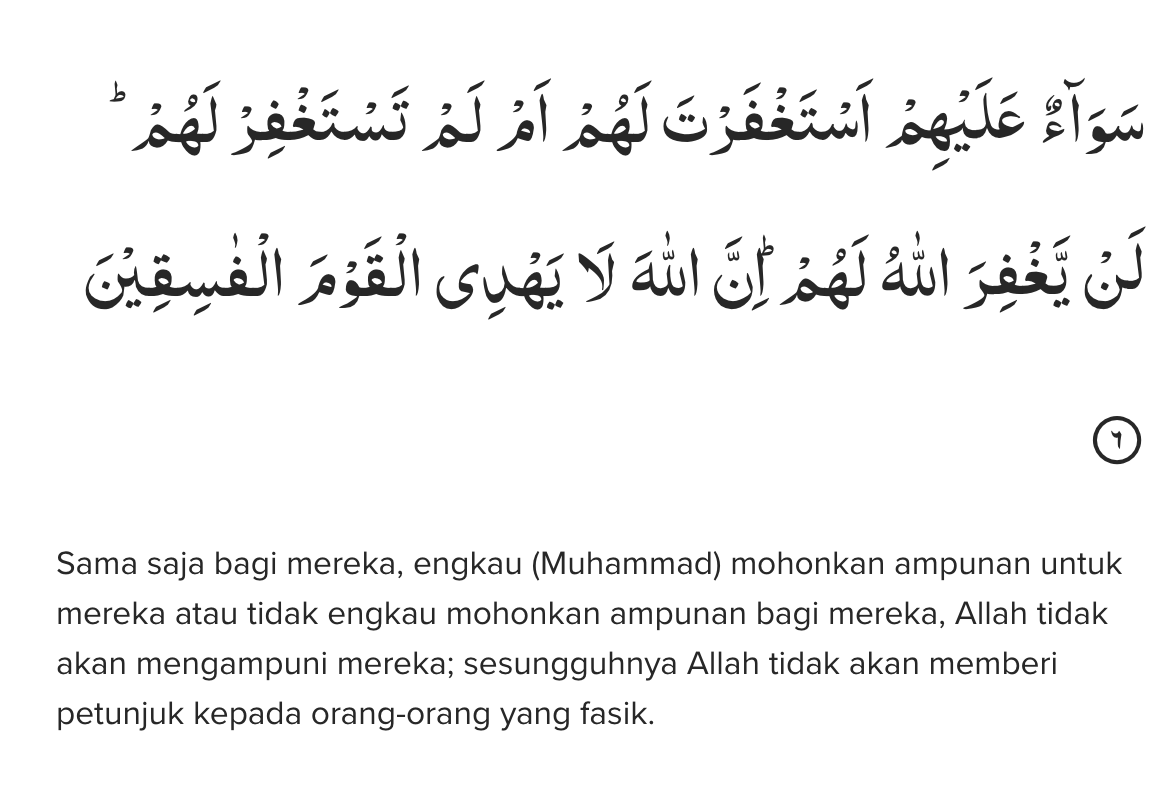 سَوَاۤءٌ عَلَيْهِمْ اَسْتَغْفَرْتَ لَهُمْ اَمْ لَمْ تَسْتَغْفِرْ لَهُمْۗ
لَنْ يَّغْفِرَ اللّٰهُ لَهُمْۗ اِنَّ اللّٰهَ لَا يَهْدِى الْقَوْمَ الْفٰسِقِيْنَ
٦
Sama saja bagi mereka, engkau (Muhammad) mohonkan ampunan untuk
mereka atau tidak engkau mohonkan ampunan bagi mereka, Allah tidak
akan mengampuni mereka; sesungguhnya Allah tidak akan memberi
petunjuk kepada orang-orang yang fasik.